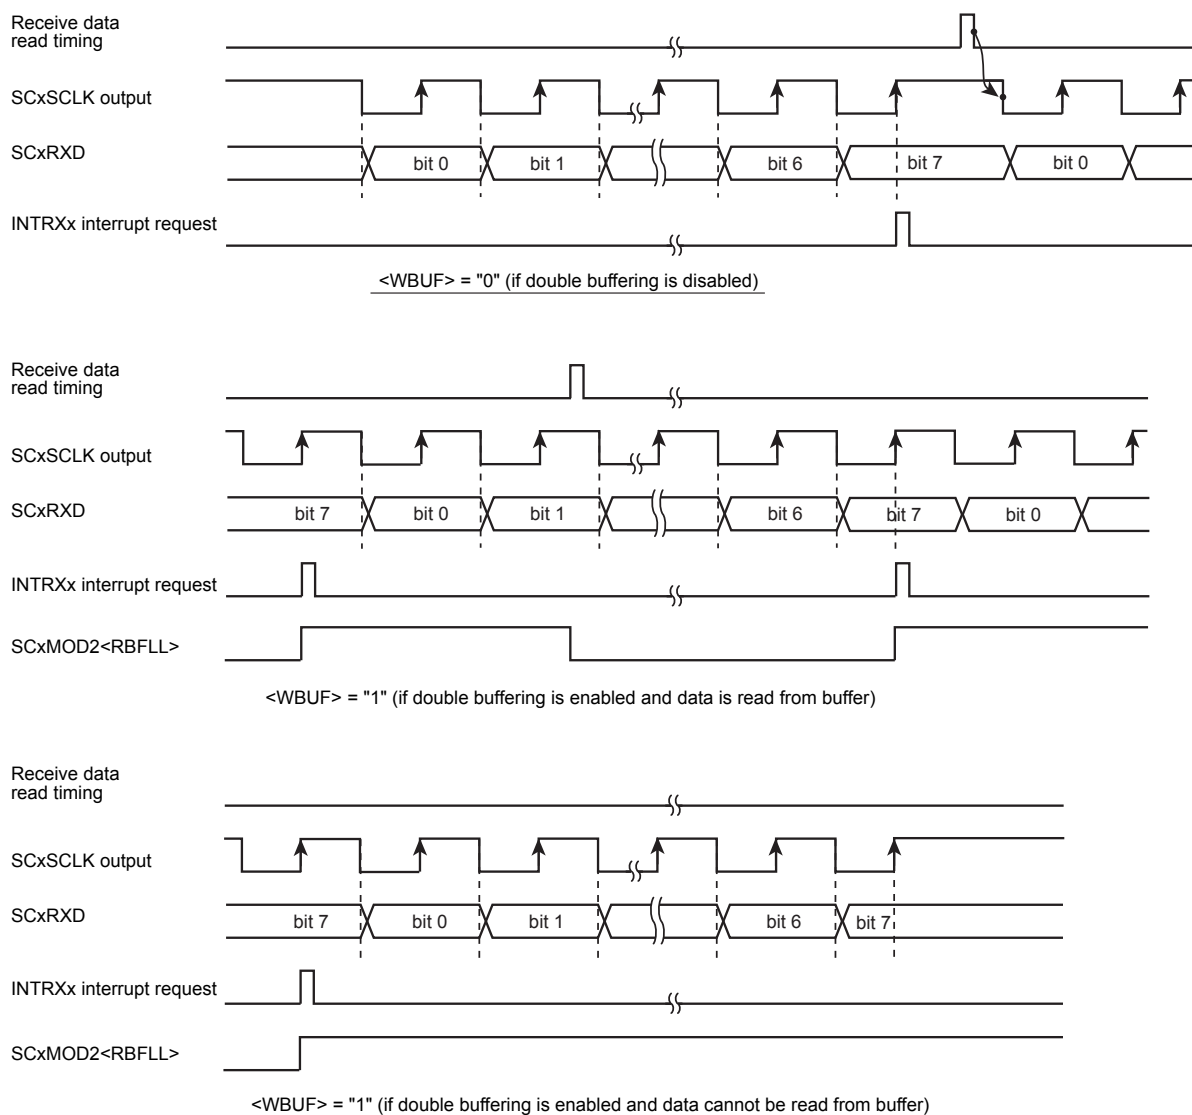 Receive data
read timing
SCxSCLK output
SCxRXD
bit 0
bit 1
bit 6
bit 7
bit 0
INTRXx interrupt request
<WBUF> = "0" (if double buffering is disabled)
Receive data
read timing
SCxSCLK output
SCxRXD
bit 7
bit 0
bit 1
bit 6
bit 7
bit 0
INTRXx interrupt request
SCxMOD2<RBFLL>
<WBUF> = "1" (if double buffering is enabled and data is read from buffer)
Receive data
read timing
SCxSCLK output
SCxRXD
bit 7
bit 0
bit 1
bit 6
bit 7
INTRXx interrupt request
SCxMOD2<RBFLL>
<WBUF> = "1" (if double buffering is enabled and data cannot be read from buffer)